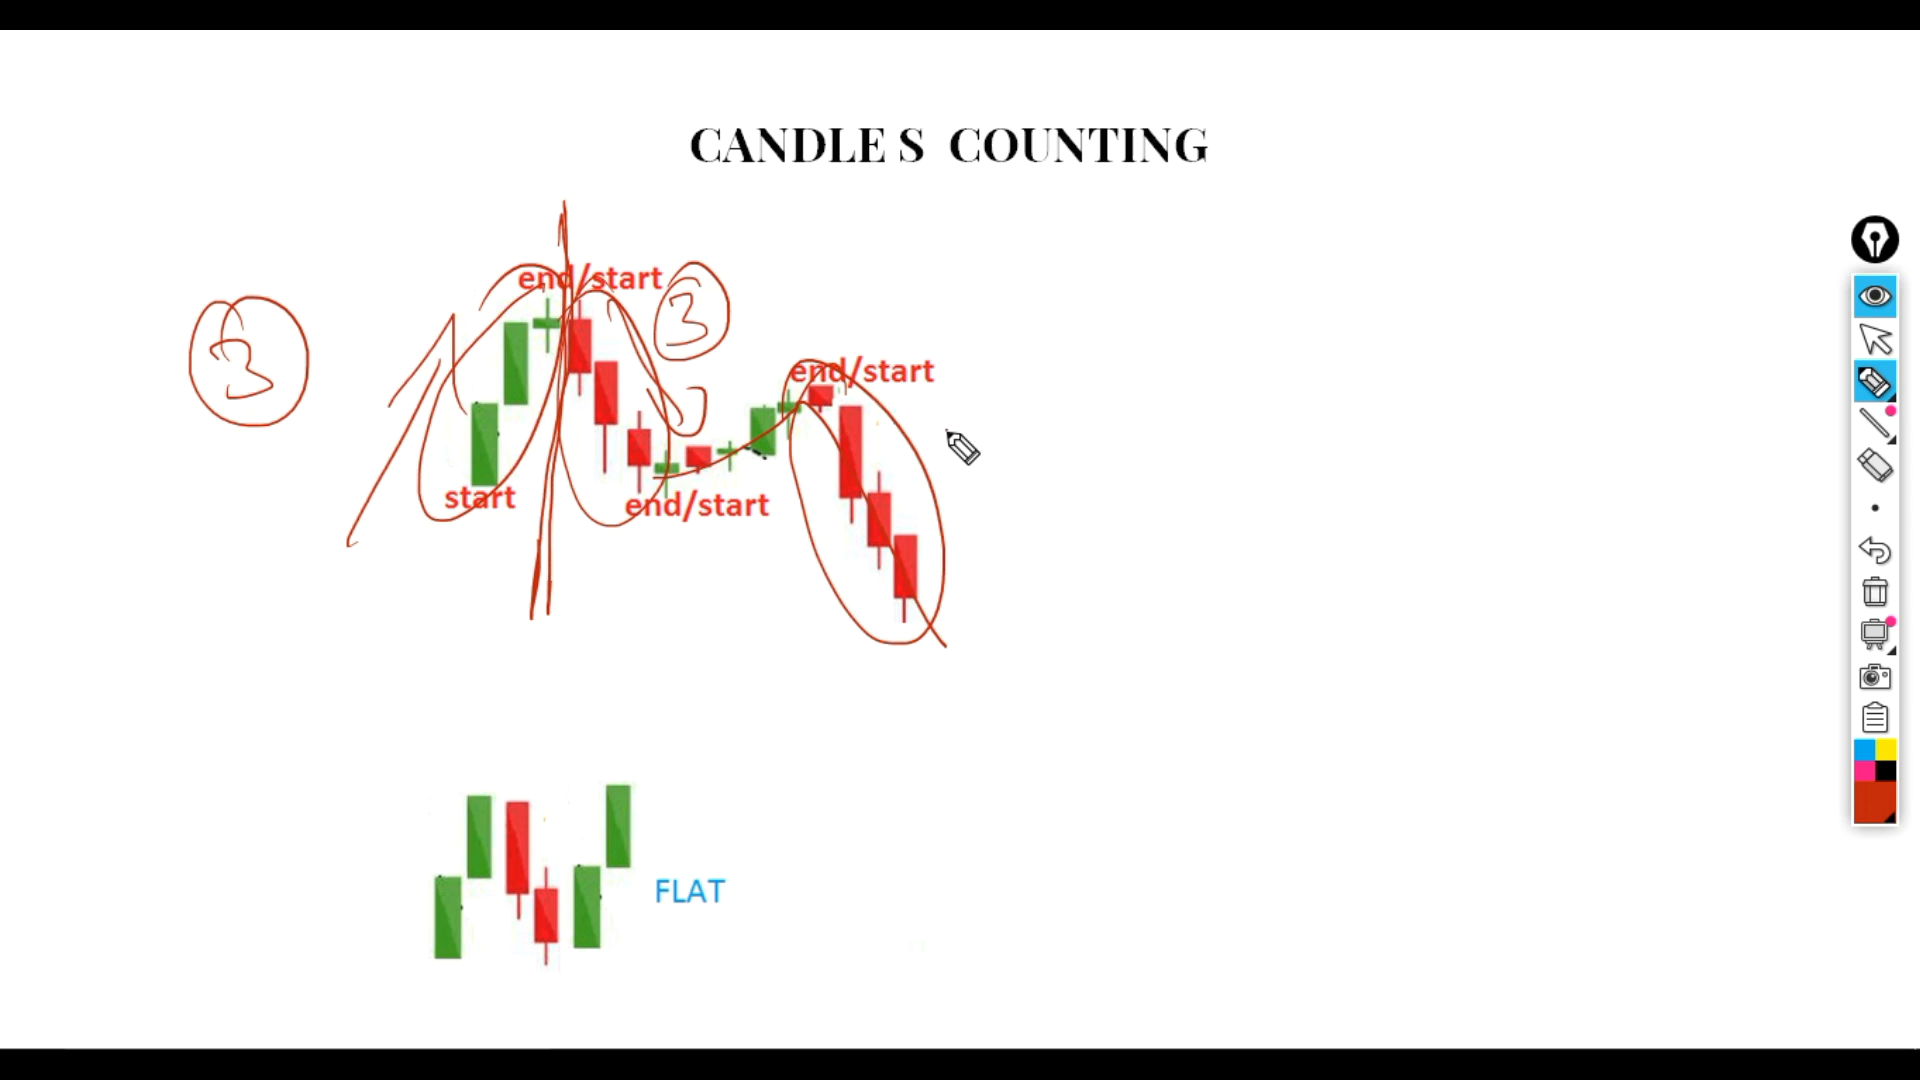 CANDLE S COUNTING
end/start
3
3
end/start
start
end/start
FLAT